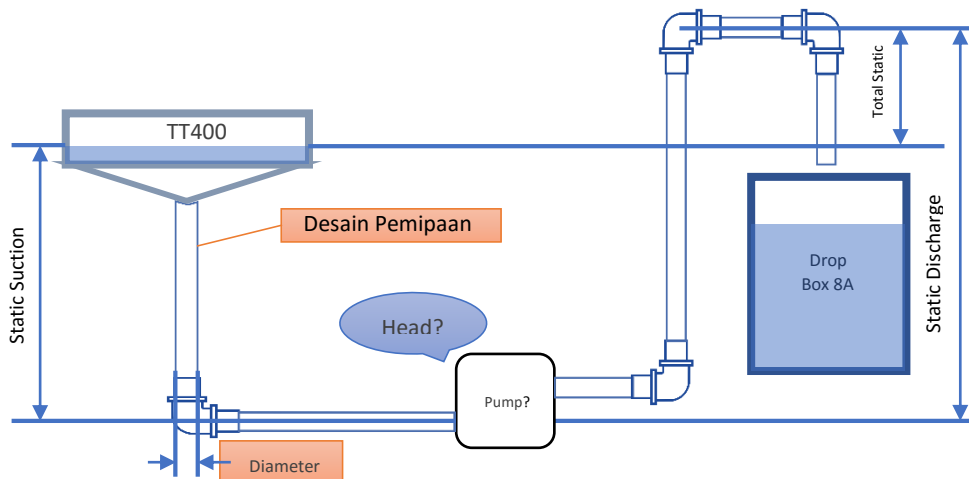 TT400
Total Static
Desain Pemipaan
Static Suction
Static Discharge
Drop
Box 8A
Head?
Pump?
Diameter